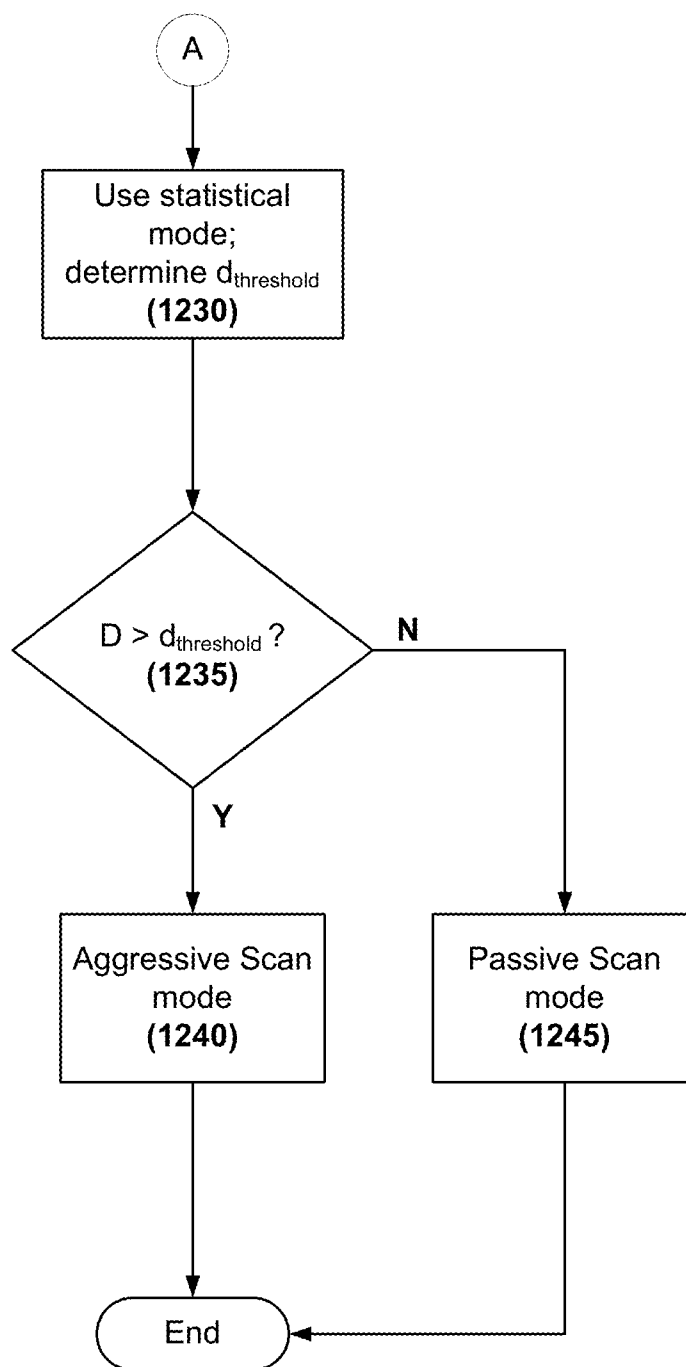 A
Use statistical
mode;
determine dthreshold
(1230)
D > dthreshold ?
(1235)
N
Y
Aggressive Scan
mode
(1240)
Passive Scan
mode
(1245)
End